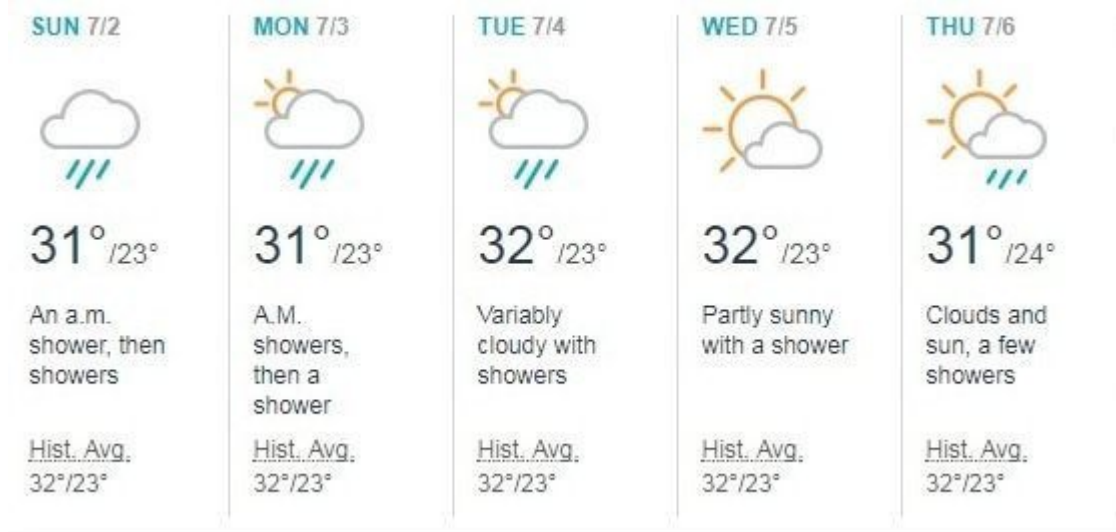 SUN 7/2
31°/23°
An a.m.
shower, then
showers
Hist. Avg.
32°/23°
MON 7/3
31°/23°
A.M.
showers,
then a
shower
Hist. Avg.
32°/23°
TUE 7/4
32°/23°
Variably
cloudy with
showers
Hist. Avg.
32°/23°
WED 7/5
32°/23°
Partly sunny
with a shower
Hist. Avg.
32°/23°
THU 7/6
31°/24°
Clouds and
sun, a few
showers
Hist. Avg.
32°/23°